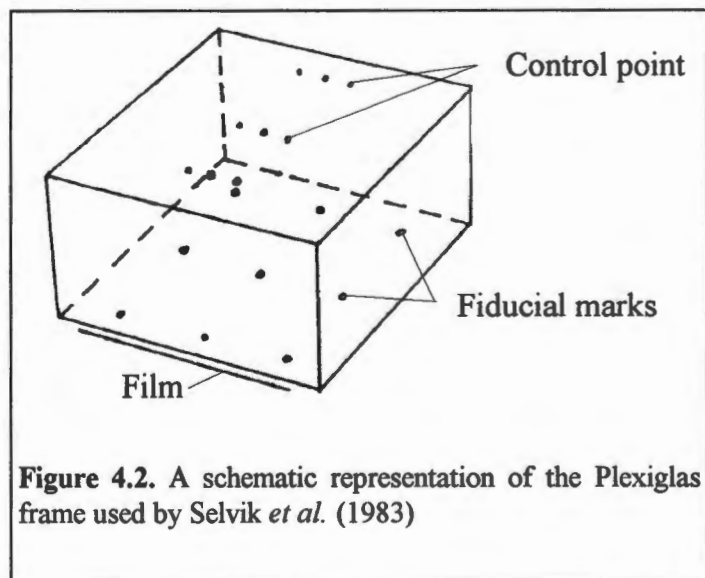 Control point
Fiducial marks
Film
Figure 4.2. A schematic representation of the Plexiglas
frame used by Selvik et al. (1983)